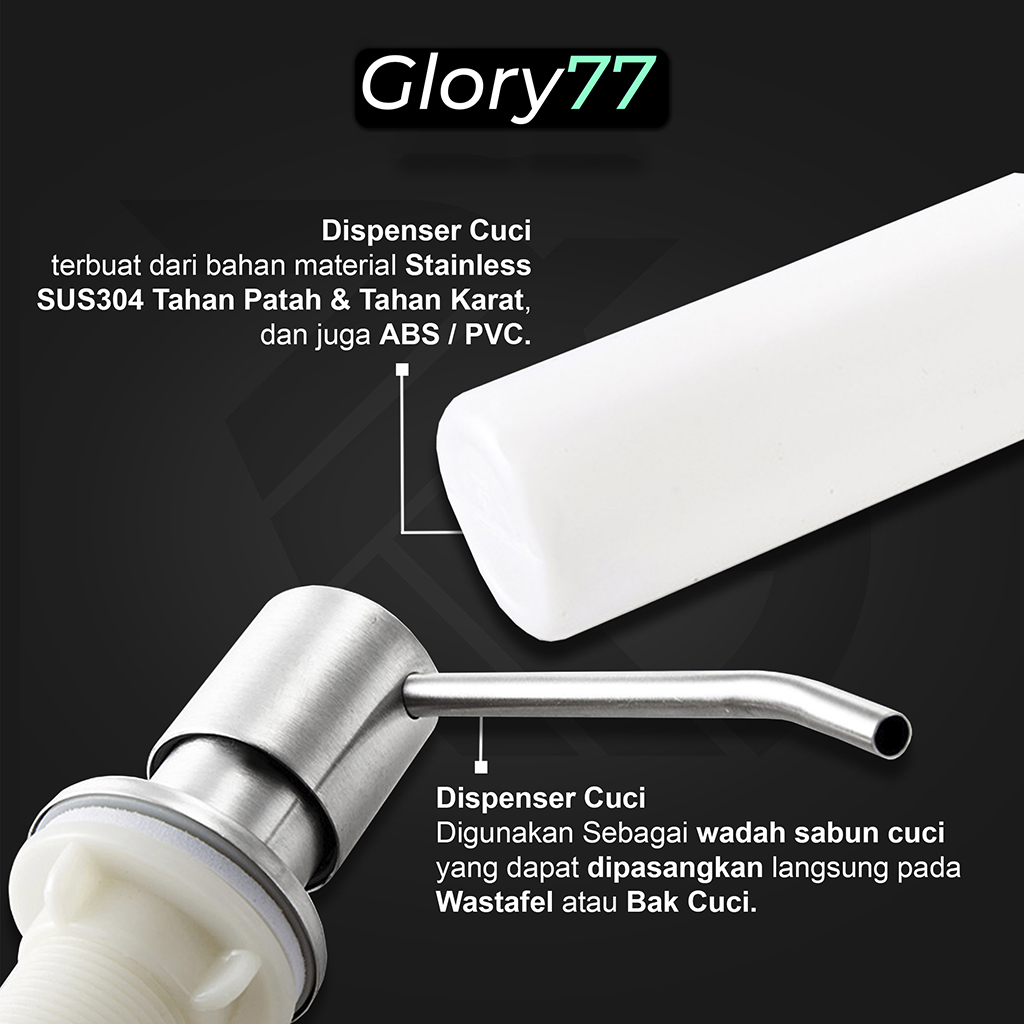 Glory77
Dispenser Cuci
terbuat dari bahan material Stainless
SUS304 Tahan Patah & Tahan Karat,
dan juga ABS / PVC.
Dispenser Cuci
Digunakan Sebagai wadah sabun cuci
yang dapat dipasangkan langsung pada
Wastafel atau Bak Cuci.